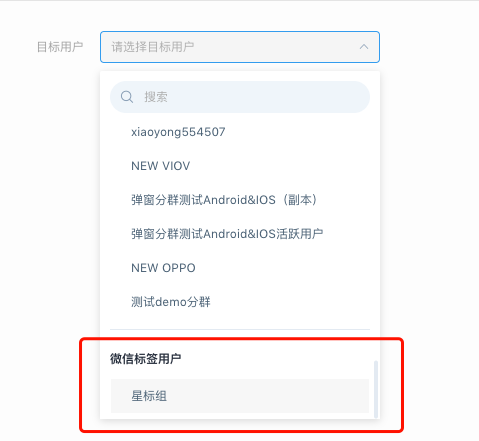 目标用户 请选择目标用户
搜索
xiaoyong554507
NEW VIOV
弹窗分群测试Android&IOS（副本）
弹窗分群测试Android&IOS活跃用户
NEW OPPO
测试demo分群
微信标签用户
星标组